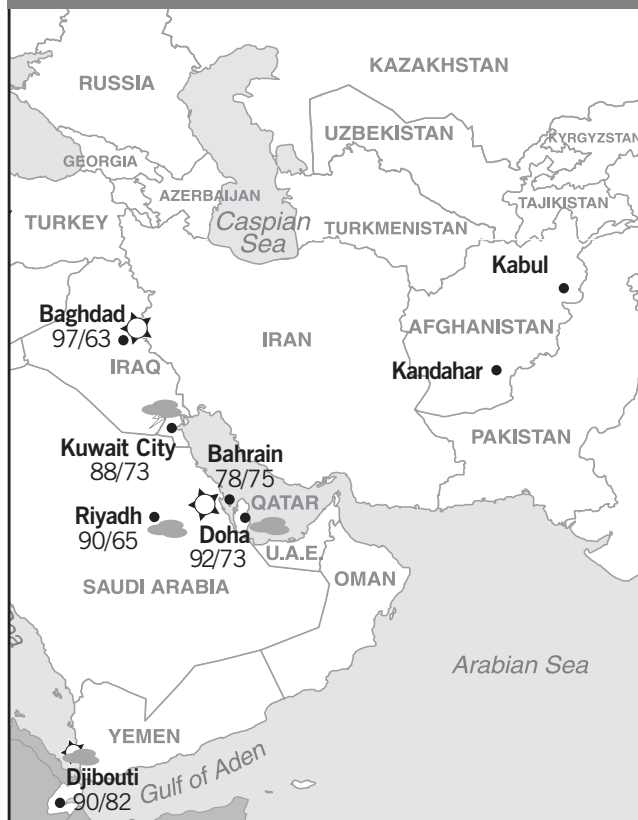 KAZAKHSTAN
RUSSIA
UZBEKISTAN
KYRGYZSTAN
GEORGIA
AZERBAIJAN
TAJIKISTAN
TURKEY
Caspian
Sea
TURKMENISTAN
Kabul
Baghdad
97/63
IRAQ
IRAN
AFGHANISTAN
Kandahar
PAKISTAN
Kuwait City
88/73
Bahrain
78/75
QATAR
Riyadh
90/65
Doha
92/73
U.A.E.
SAUDI ARABIA
OMAN
Arabian Sea
YEMEN
Gulf of Aden
Djibouti
90/82